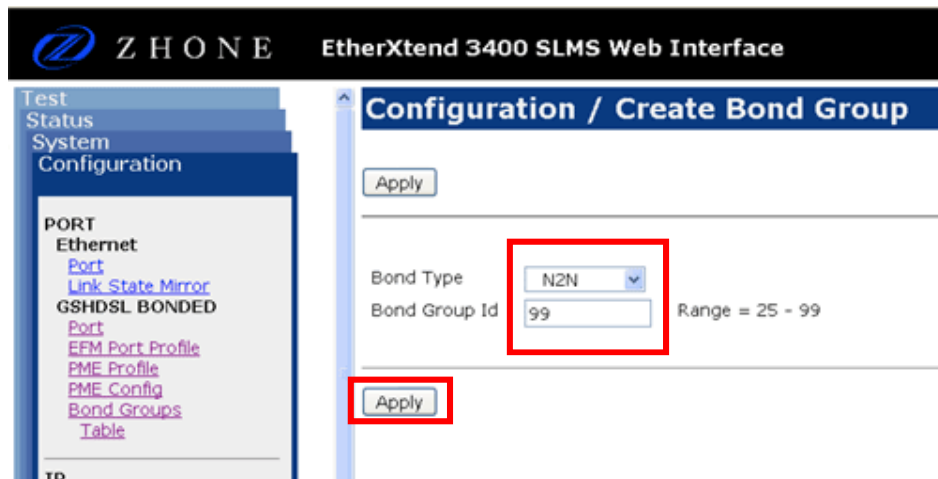 ZHONE EtherXtend 3400 SLMS Web Interface
Test
Status
System
Configuration
PORT
Ethernet
Port
Link State Mirror
GSHDSL BONDED
Port
EFM Port Profile
PME Profile
PME Config
Bond Groups
Table
IP
Configuration / Create Bond Group
Apply
Bond Type N2N
Bond Group Id 99 Range = 25 - 99
Apply